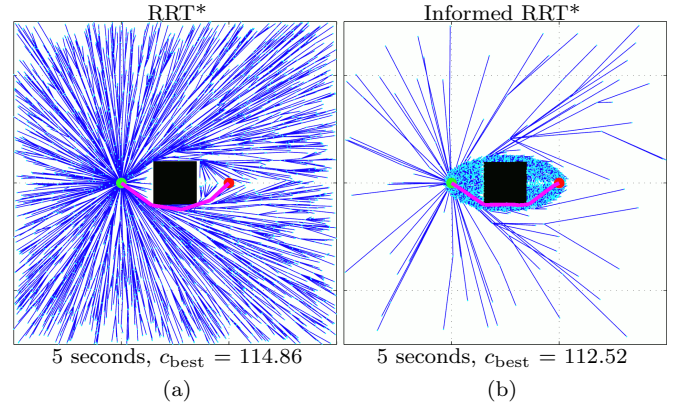 RRT*
Informed RRT*
5 seconds, c_best = 114.86
5 seconds, c_best = 112.52
(a)
(b)